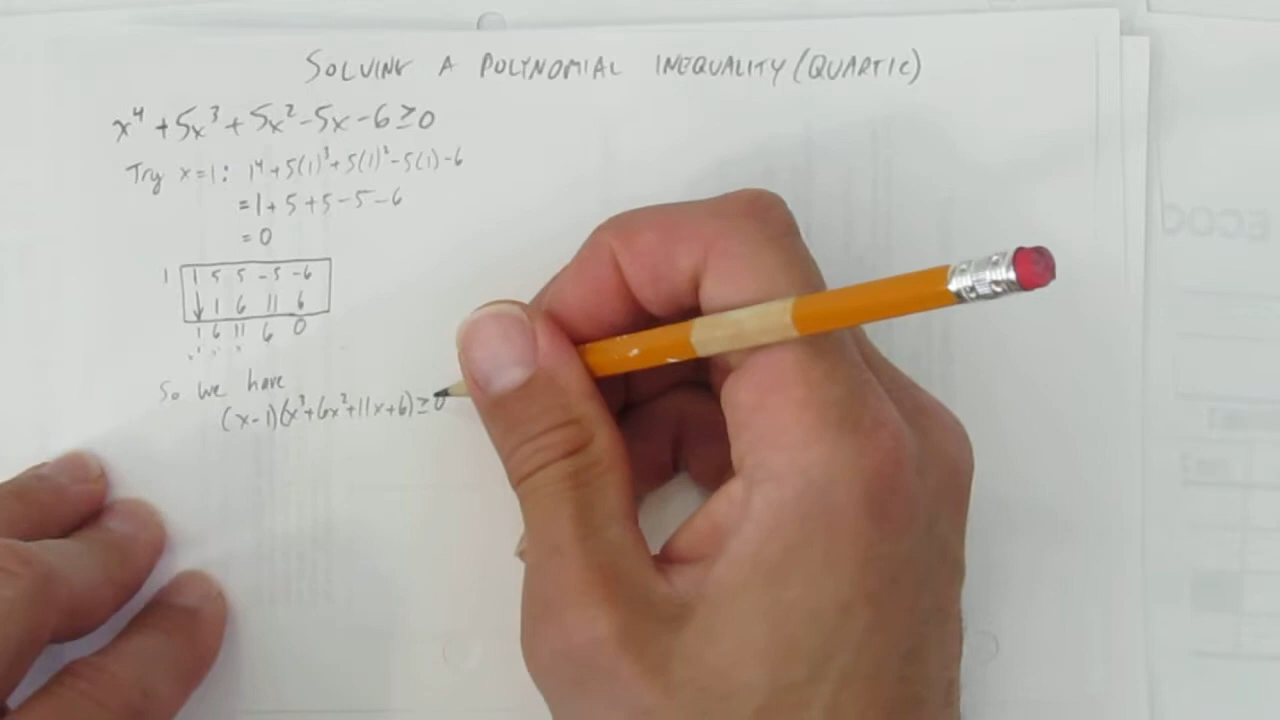 SOLVING A POLYNOMIAL INEQUALITY (QUARTIC)
x⁴ + 5x³ + 5x² - 5x - 6 ≥ 0
Try x=1: 1⁴ + 5(1)³ + 5(1)² - 5(1) - 6
= 1 + 5 + 5 - 5 - 6
= 0
1 1 5 5 -5 -6
↓ 1 6 11 6
1 6 11 6 0
So we have
(x-1)(x³+6x²+11x+6) ≥ 0